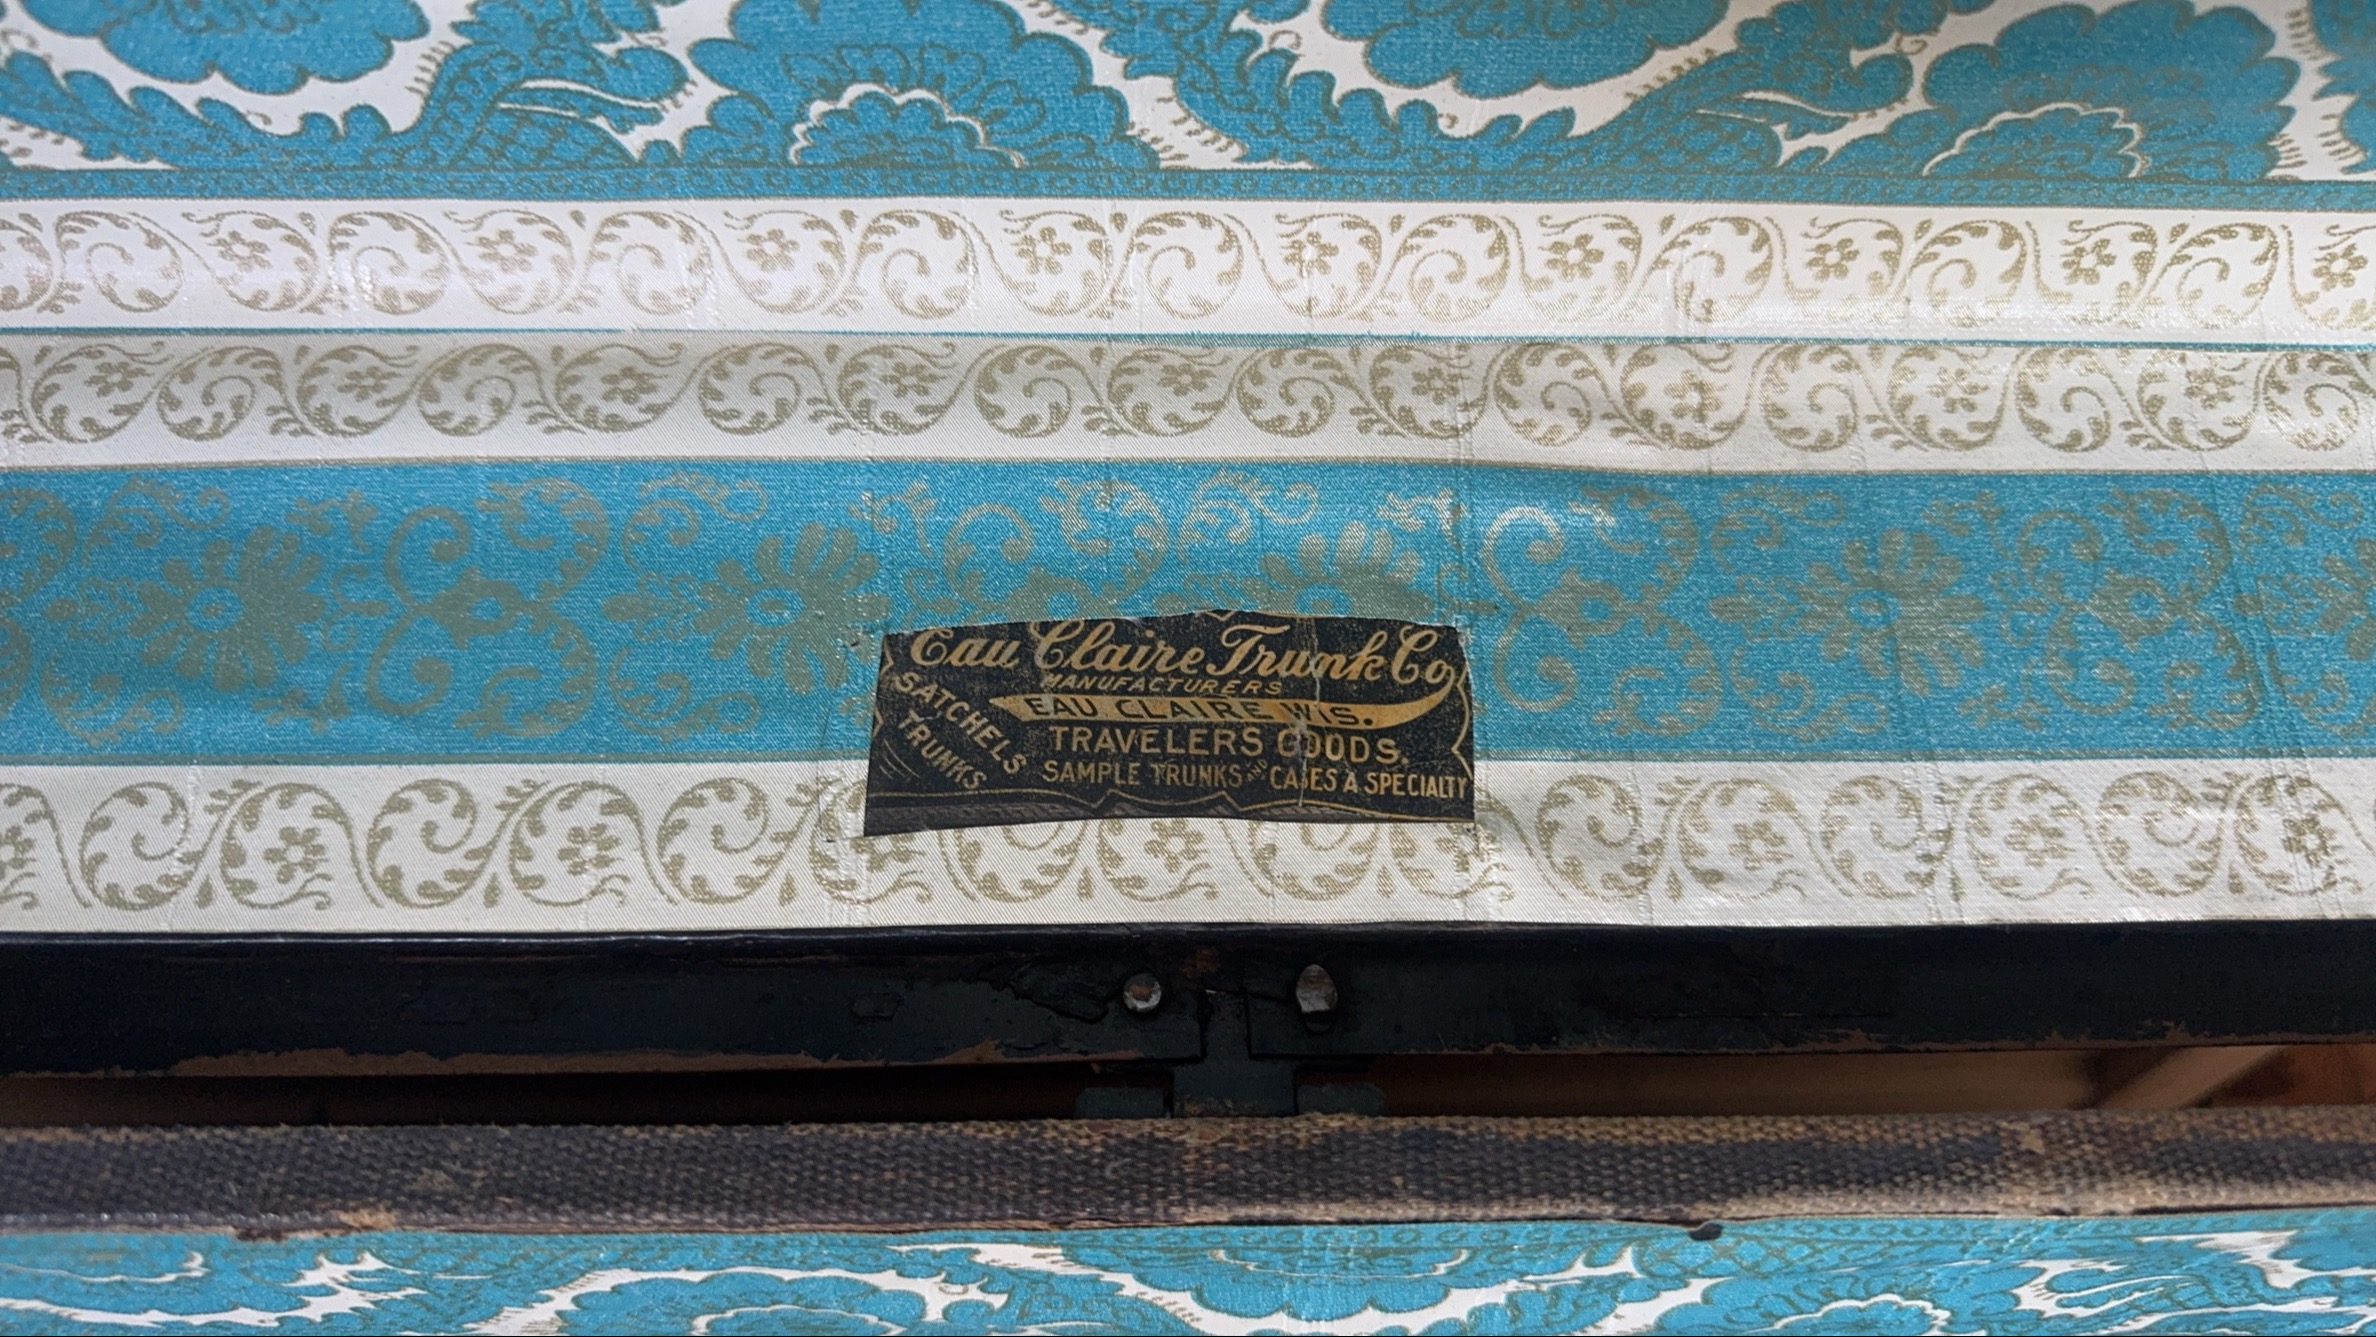 Eau Claire Trunk Co
MANUFACTURERS
EAU CLAIRE WIS.
SATCHELS
TRUNKS
TRAVELERS GOODS.
SAMPLE TRUNKS AND CASES A SPECIALTY